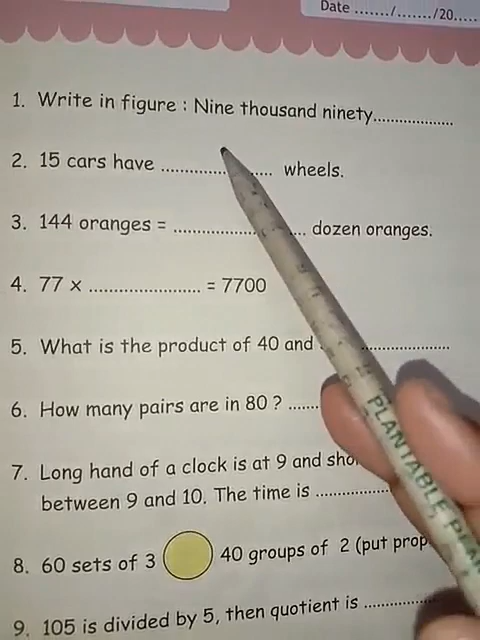 Date ......./......./20.....
1. Write in figure : Nine thousand ninety..................
2. 15 cars have ...................... wheels.
3. 144 oranges = ...................... dozen oranges.
4. 77 × ...................... = 7700
5. What is the product of 40 and ..................
6. How many pairs are in 80 ? ......
7. Long hand of a clock is at 9 and
between 9 and 10. The time is ..............
8. 60 sets of 3 40 groups of 2 (put
9. 105 is divided by 5, then quotient is ..............
PLANTABLE